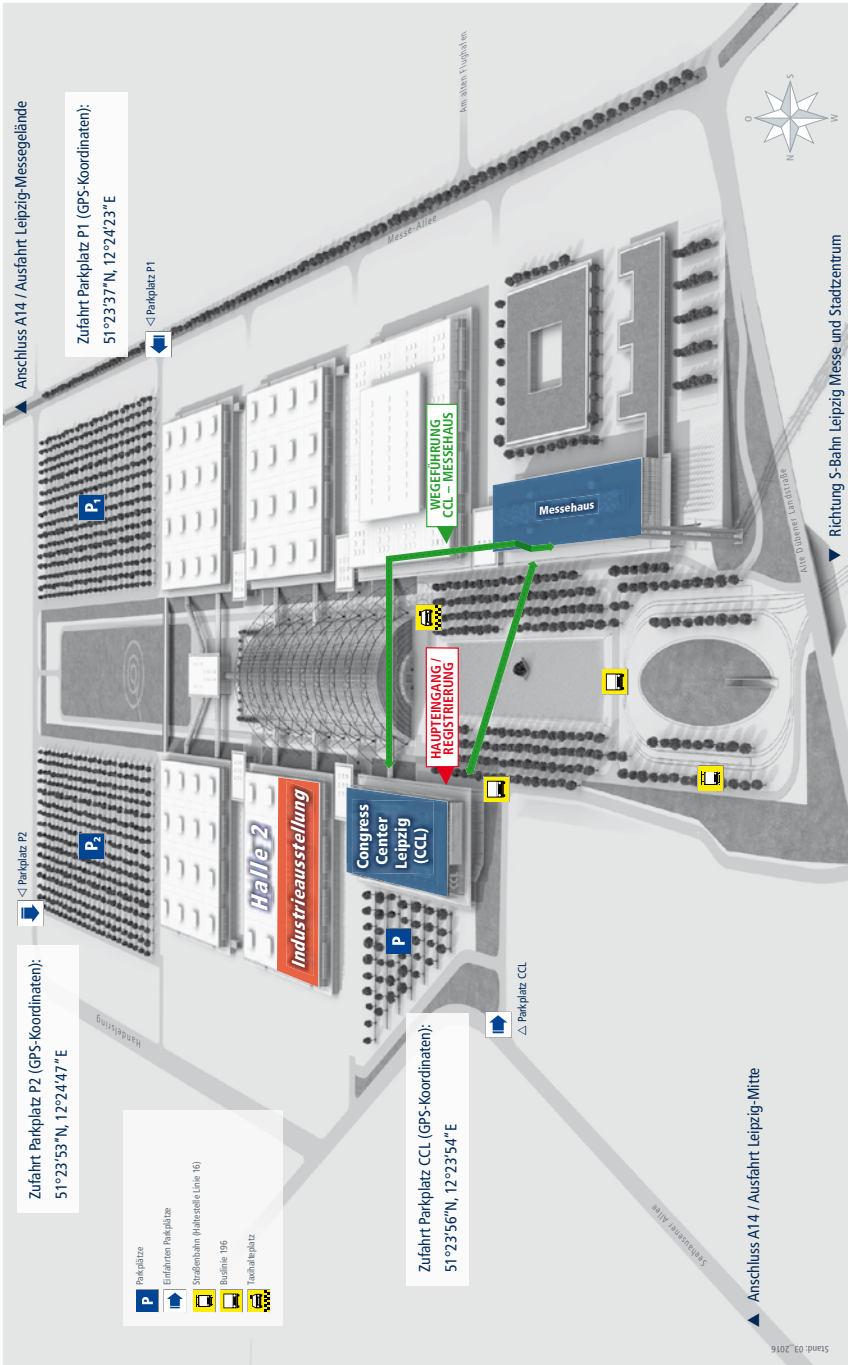 Anschluss A14 / Ausfahrt Leipzig-Messegelände
Zufahrt Parkplatz P1 (GPS-Koordinaten):
51°23‘37“N, 12°24‘23“E
◁ Parkplatz P1
Am alten Flughafen
Messe-Allee
P1
P2
◁ Parkplatz P2
Zufahrt Parkplatz P2 (GPS-Koordinaten):
51°23‘53“N, 12°24‘47“E
Handelsring
Halle 2
Industrieausstellung
Congress
Center
Leipzig
(CCL)
CCL
P
HAUPTEINGANG /
REGISTRIERUNG
WEGEFÜHRUNG
CCL – MESSEHAUS
Messehaus
Zufahrt Parkplatz CCL (GPS-Koordinaten):
51°23‘56“N, 12°23‘54“E
△ Parkplatz CCL
P Parkplätze
Einfahrten Parkplätze
Straßenbahn (Haltestelle Linie 16)
Buslinie 196
Taxihalteplatz
Seehausener Allee
Anschluss A14 / Ausfahrt Leipzig-Mitte
Alte Dübener Landstraße
Richtung S-Bahn Leipzig Messe und Stadtzentrum
N
O
S
W
Stand: 03_2016